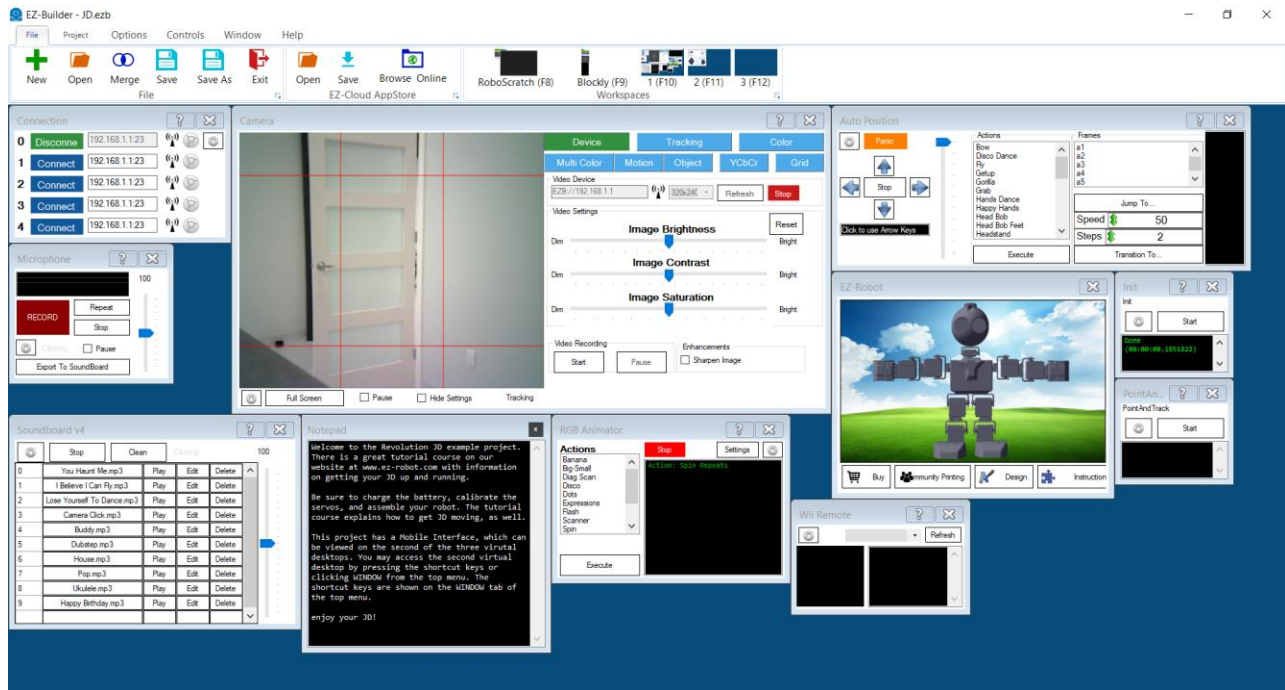 EZ-Builder - JD.ezb
File Project Options Controls Window Help
New Open Merge Save Save As Exit Open Save Browse Online RoboScratch (F8) Blockly (F9) 1 (F10) 2 (F11) 3 (F12)
File EZ-Cloud AppStore Workspaces
Connection
0 Disconne 192.168.1.1:23
1 Connect 192.168.1.1:23
2 Connect 192.168.1.1:23
3 Connect 192.168.1.1:23
4 Connect 192.168.1.1:23
Camera
Device Tracking Color
Multi Color Motion Object YCbCr Grid
Video Device
EZB://192.168.1.1 320x240 Refresh Stop
Video Settings
Reset
Image Brightness
Dim Bright
Image Contrast
Dim Bright
Image Saturation
Dim Bright
Video Recording
Start Pause
Enhancements
Sharpen Image
Full Screen Pause Hide Settings Tracking
Auto Position
Panic
Stop
Click to use Arrow Keys
Actions
Bow
Disco Dance
Fly
Getup
Gorilla
Grab
Hands Dance
Happy Hands
Head Bob
Head Bob Feet
Headstand
Execute
Frames
a1
a2
a3
a4
a5
Jump To...
Speed 50
Steps 2
Transition To...
Microphone
100
RECORD
Repeat
Stop
Pause
Export To SoundBoard
EZ-Robot
Buy
mmunity Printing
Design
Instruction
Init
Init
Start
Done
(00:00:00.1851822)
PointAn...
PointAndTrack
Start
Soundboard v4
Stop Clean 100
0 You Haunt Me.mp3 Play Edit Delete
1 I Believe I Can Fly.mp3 Play Edit Delete
2 Lose Yourself To Dance.mp3 Play Edit Delete
3 Camera Click.mp3 Play Edit Delete
4 Buddy.mp3 Play Edit Delete
5 Dubstep.mp3 Play Edit Delete
6 House.mp3 Play Edit Delete
7 Pop.mp3 Play Edit Delete
8 Ukulele.mp3 Play Edit Delete
9 Happy Birthday.mp3 Play Edit Delete
Notepad
Welcome to the Revolution JD example project.
There is a great tutorial course on our
website at www.ez-robot.com with information
on getting your JD up and running.
Be sure to charge the battery, calibrate the
servos, and assemble your robot. The tutorial
course explains how to get JD moving, as well.
This project has a Mobile Interface, which can
be viewed on the second of the three virutal
desktops. You may access the second virtual
desktop by pressing the shortcut keys or
clicking WINDOW from the top menu. The
shortcut keys are shown on the WINDOW tab of
the top menu.
enjoy your JD!
RGB Animator
Actions
Banana
Big-Small
Diag Scan
Disco
Dots
Expressions
Flash
Scanner
Spin
Execute
Stop Settings
Action: Spin Repeats
Wii Remote
Refresh